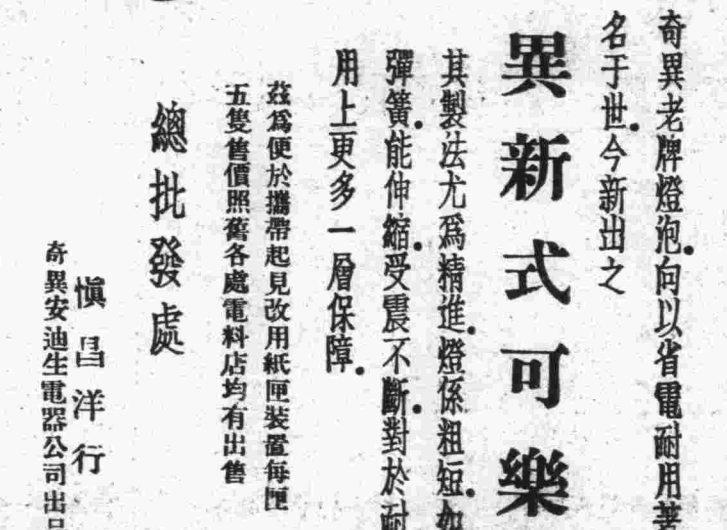 奇異老牌燈泡.向以省電耐用著
名于世.今新出之
異新式可樂
其製法尤爲精進.燈係粗短.如
彈簧.能伸縮.受震不斷.對於耐
用上更多一層保障.
茲爲便於攜帶起見改用紙匣裝置每匣
五隻售價照舊各處電料店均有出售
總批發處
愼昌洋行
奇異安迪生電器公司出品